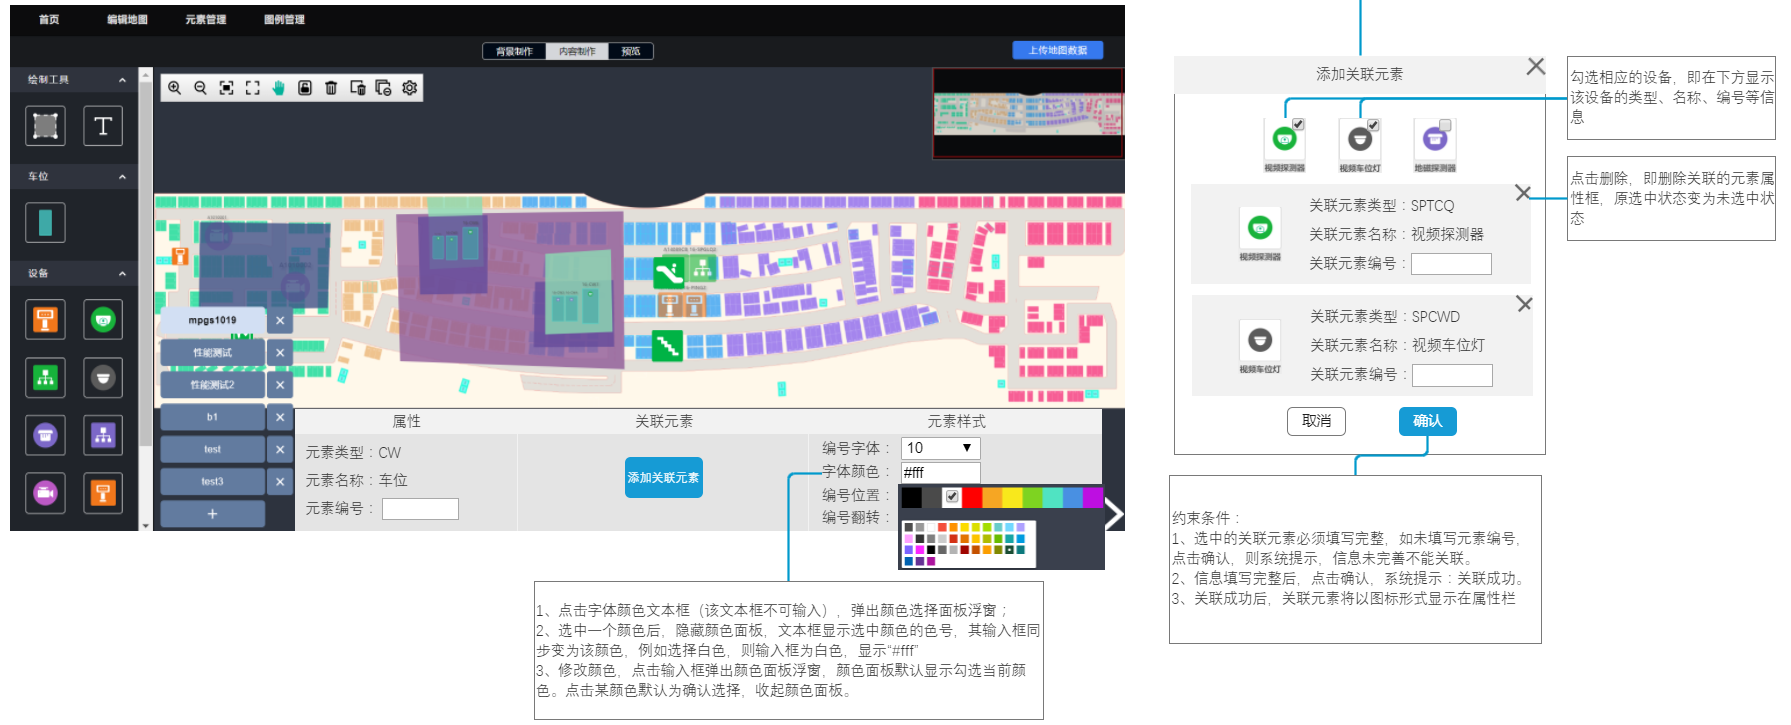 首页 编辑地图 元素管理 图例管理
背景制作 内容制作 预览 上传地图数据
绘制工具
T
车位
设备
mpgs1019
性能测试
性能测试2
b1
test
test3
+
属性
元素类型：CW
元素名称：车位
元素编号：
关联元素
添加关联元素
元素样式
编号字体： 10
字体颜色： #fff
编号位置：
编号翻转：
1、点击字体颜色文本框（该文本框不可输入），弹出颜色选择面板浮窗；
2、选中一个颜色后，隐藏颜色面板，文本框显示选中颜色的色号，其输入框同
步变为该颜色，例如选择白色，则输入框为白色，显示“#fff”
3、修改颜色，点击输入框弹出颜色面板浮窗，颜色面板默认显示勾选当前颜
色。点击某颜色默认为确认选择，收起颜色面板。
添加关联元素
视频探测器 视频车位灯 地磁探测器
关联元素类型：SPTCQ
关联元素名称：视频探测器
关联元素编号：
视频探测器
关联元素类型：SPCWD
关联元素名称：视频车位灯
关联元素编号：
视频车位灯
取消 确认
勾选相应的设备，即在下方显示
该设备的类型、名称、编号等信
息
点击删除，即删除关联的元素属
性框，原选中状态变为未选中状
态
约束条件：
1、选中的关联元素必须填写完整，如未填写元素编号，
点击确认，则系统提示，信息未完善不能关联。
2、信息填写完整后，点击确认，系统提示：关联成功。
3、关联成功后，关联元素将以图标形式显示在属性栏